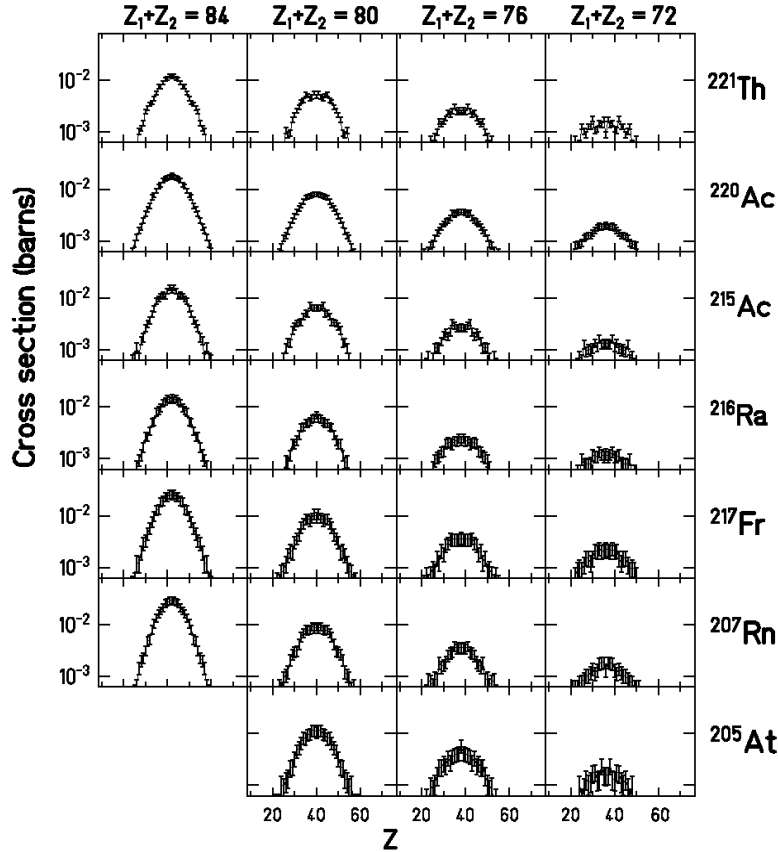 Z₁+Z₂ = 84 Z₁+Z₂ = 80 Z₁+Z₂ = 76 Z₁+Z₂ = 72
10⁻²
10⁻³
²²¹Th
10⁻²
10⁻³
²²⁰Ac
10⁻²
10⁻³
²¹⁵Ac
10⁻²
10⁻³
²¹⁶Ra
10⁻²
10⁻³
²¹⁷Fr
10⁻²
10⁻³
²⁰⁷Rn
²⁰⁵At
Cross section (barns)
20 40 60 20 40 60 20 40 60
Z